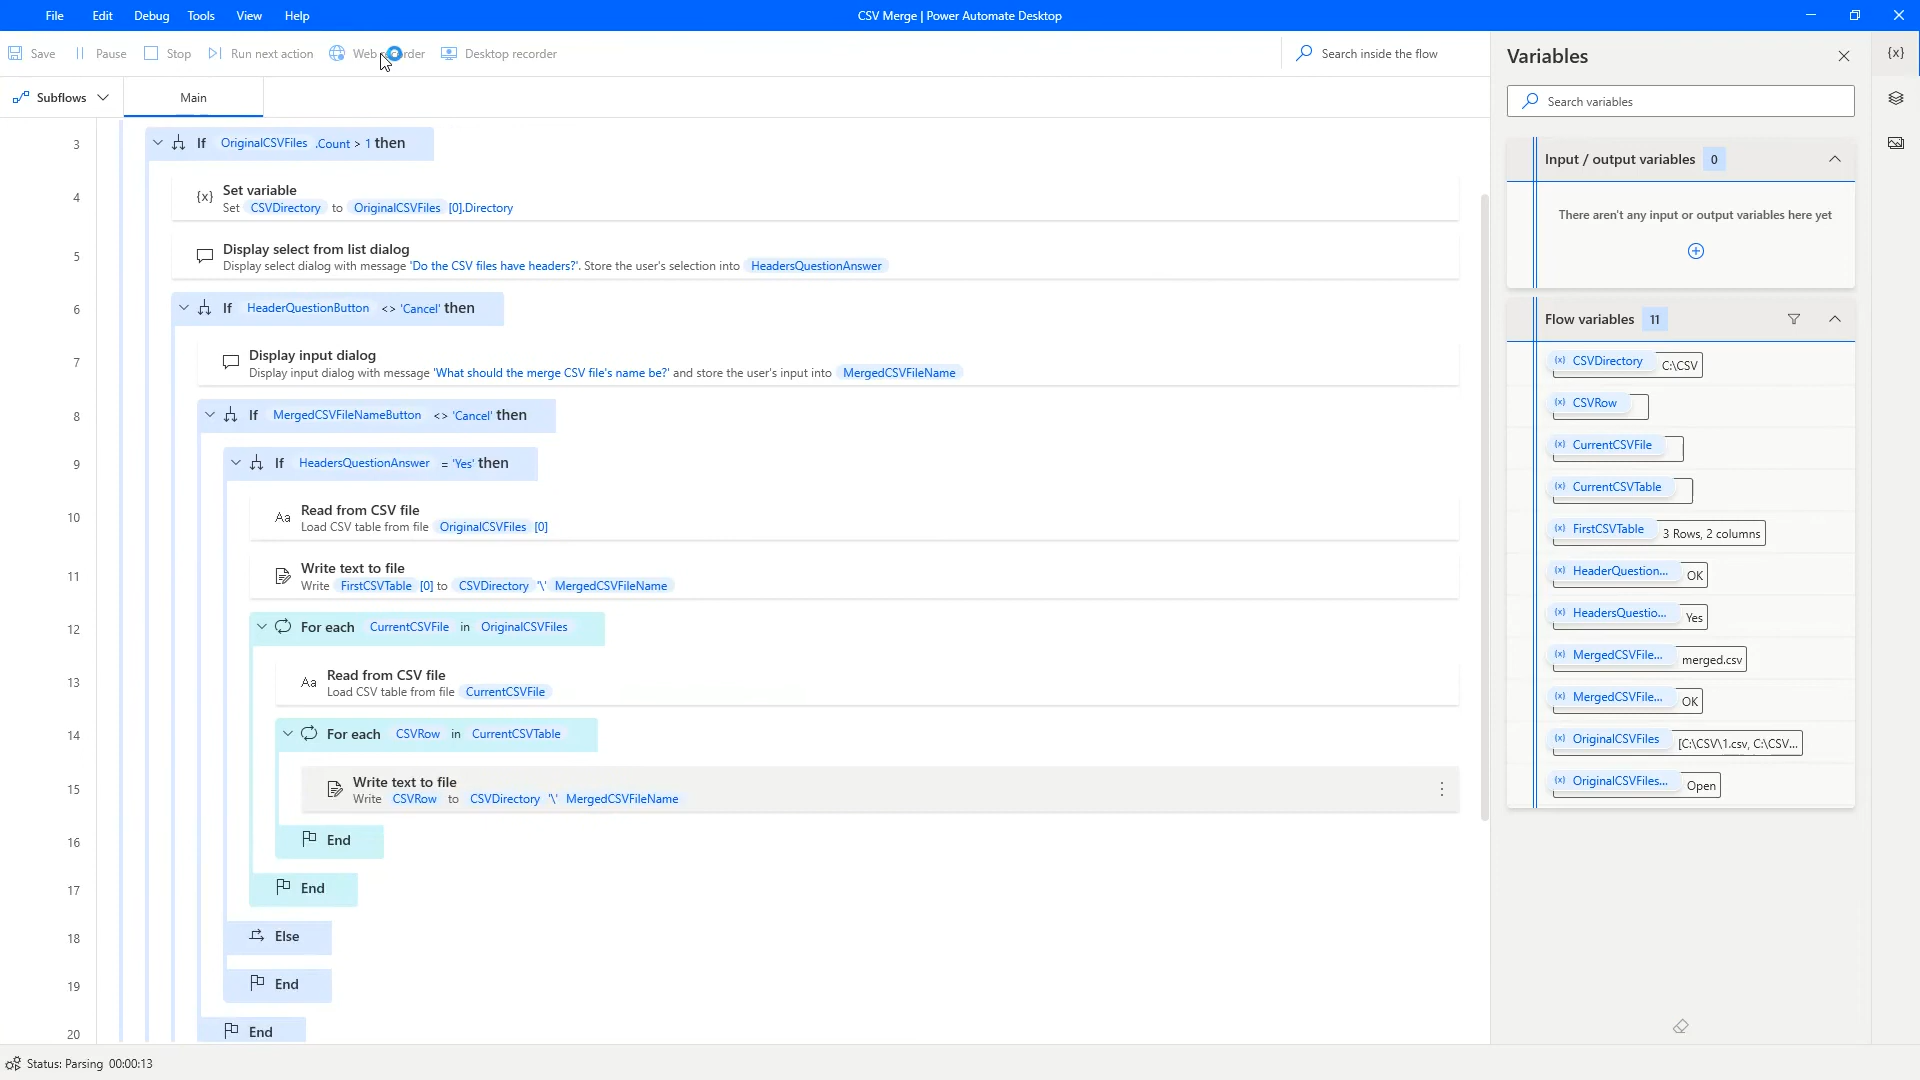 File Edit Debug Tools View Help
CSV Merge | Power Automate Desktop
Save Pause Stop Run next action Desktop recorder
Search inside the flow
Subflows Main
3 If OriginalCSVFiles .Count > 1 then
4 {x} Set variable
Set CSVDirectory to OriginalCSVFiles [0].Directory
5 Display select from list dialog
Display select dialog with message 'Do the CSV files have headers?'. Store the user's selection into HeadersQuestionAnswer
6 If HeaderQuestionButton <> 'Cancel' then
7 Display input dialog
Display input dialog with message 'What should the merge CSV file's name be?' and store the user's input into MergedCSVFileName
8 If MergedCSVFileNameButton <> 'Cancel' then
9 If HeadersQuestionAnswer = 'Yes' then
10 Aa Read from CSV file
Load CSV table from file OriginalCSVFiles [0]
11 Write text to file
Write FirstCSVTable [0] to CSVDirectory '\' MergedCSVFileName
12 For each CurrentCSVFile in OriginalCSVFiles
13 Aa Read from CSV file
Load CSV table from file CurrentCSVFile
14 For each CSVRow in CurrentCSVTable
15 Write text to file
Write CSVRow to CSVDirectory '\' MergedCSVFileName
16 End
17 End
18 Else
19 End
20 End
Status: Parsing 00:00:13
Variables
{x}
Search variables
Input / output variables 0
There aren't any input or output variables here yet
Flow variables 11
{x} CSVDirectory C:\CSV
{x} CSVRow
{x} CurrentCSVFile
{x} CurrentCSVTable
{x} FirstCSVTable 3 Rows, 2 columns
{x} HeaderQuestion... OK
{x} HeadersQuestio... Yes
{x} MergedCSVFile... merged.csv
{x} MergedCSVFile... OK
{x} OriginalCSVFiles [C:\CSV\1.csv, C:\CSV...
{x} OriginalCSVFiles... Open